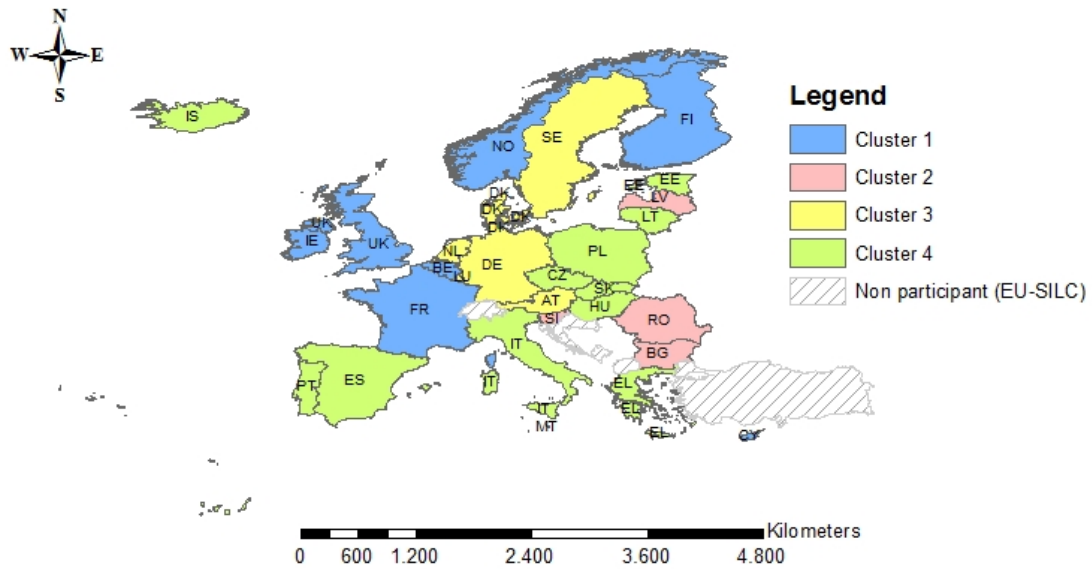 N
W E
S
IS
NO
SE
FI
EE
EE
LV
LT
DK
DK
DK
DK
UK
IE
UK
NL
BE
LU
DE
PL
CZ
SK
AT
HU
SI
FR
RO
BG
IT
IT
IT
MT
PT
ES
EL
EL
EL
Legend
Cluster 1
Cluster 2
Cluster 3
Cluster 4
Non participant (EU-SILC)
Kilometers
0 600 1.200 2.400 3.600 4.800